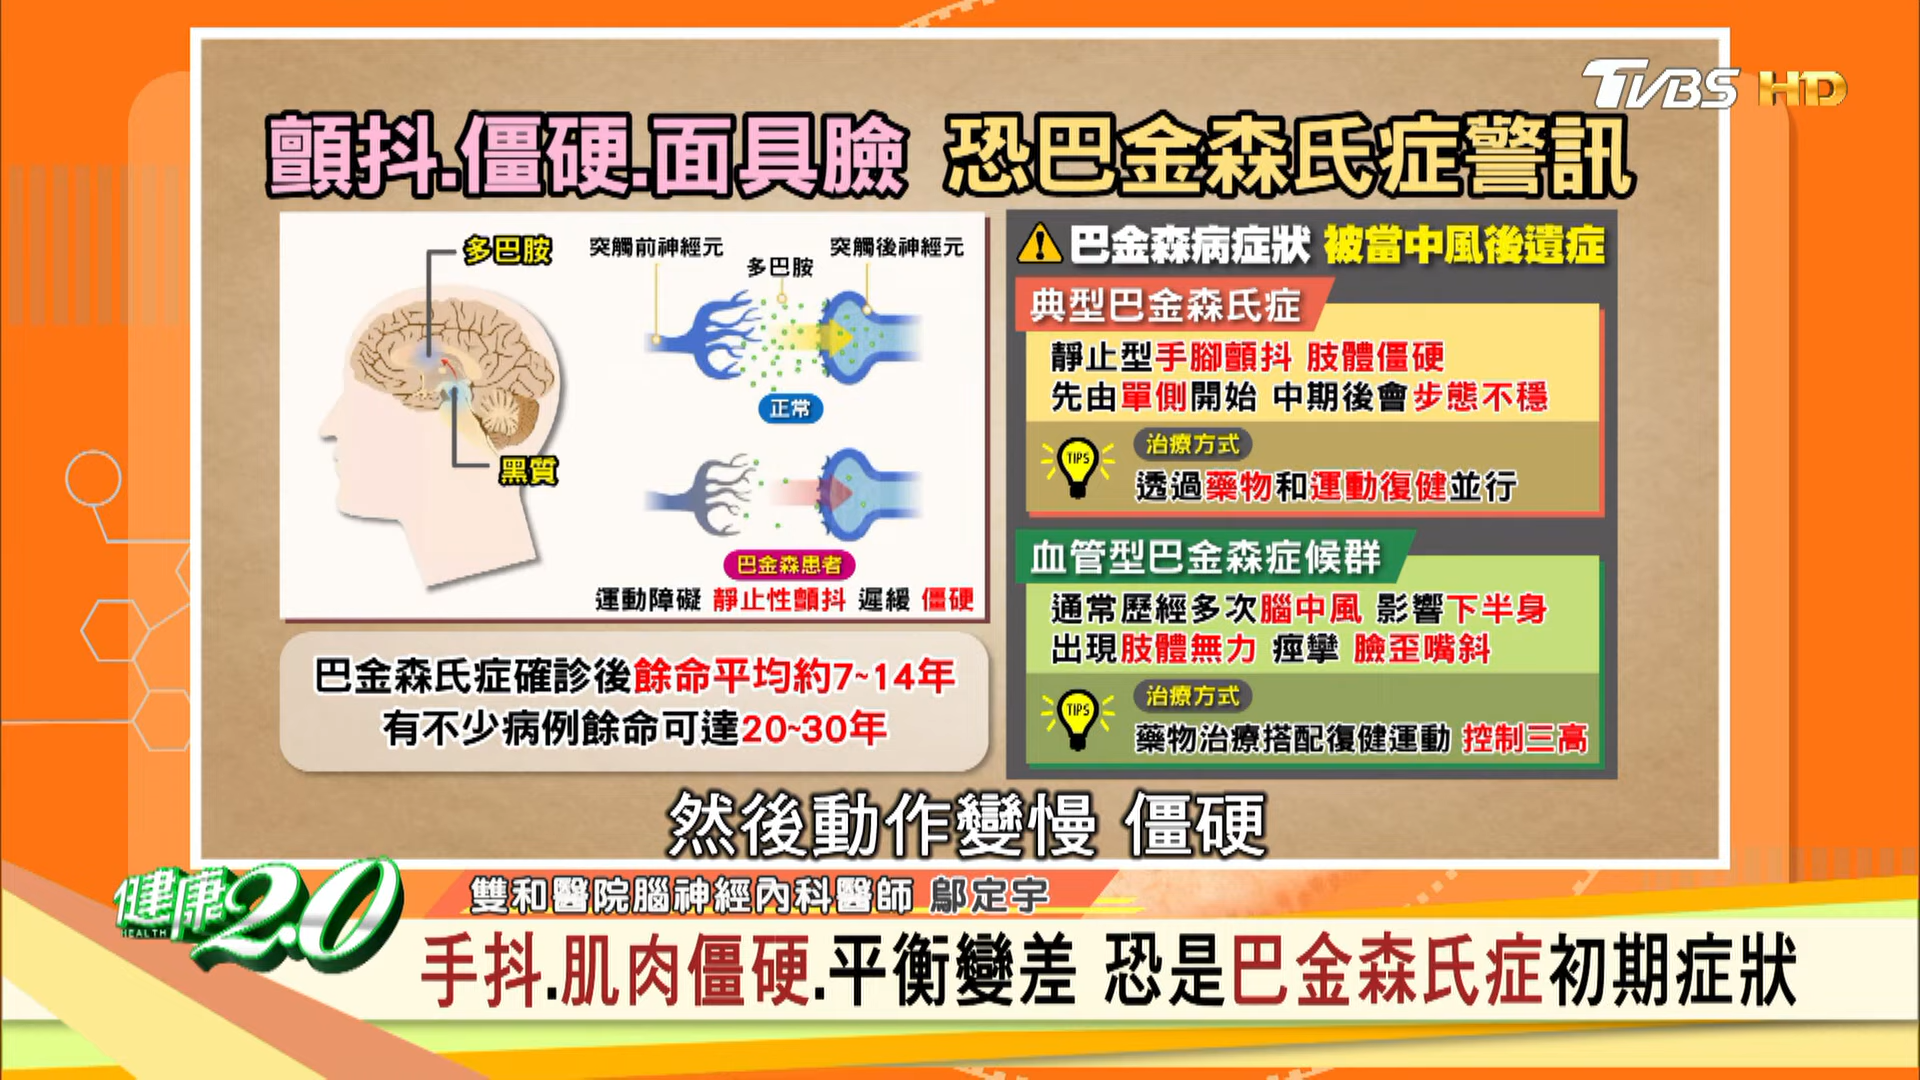 TVBS HD
顫抖.僵硬.面具臉 恐巴金森氏症警訊
多巴胺
黑質
突觸前神經元
多巴胺
突觸後神經元
正常
巴金森患者
運動障礙 靜止性顫抖 遲緩 僵硬
巴金森氏症確診後餘命平均約7~14年
有不少病例餘命可達20~30年
巴金森病症狀 被當中風後遺症
典型巴金森氏症
靜止型手腳顫抖 肢體僵硬
先由單側開始 中期後會步態不穩
TIPS
治療方式
透過藥物和運動復健並行
血管型巴金森症候群
通常歷經多次腦中風 影響下半身
出現肢體無力 痙攣 臉歪嘴斜
TIPS
治療方式
藥物治療搭配復健運動 控制三高
然後動作變慢 僵硬
健康2.0
HEALTH
雙和醫院腦神經內科醫師 鄔定宇
手抖.肌肉僵硬.平衡變差 恐是巴金森氏症初期症狀